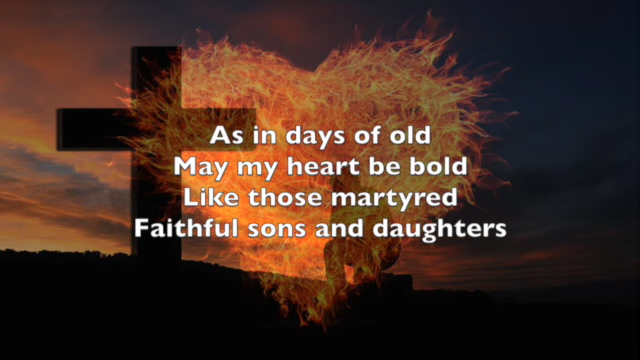 As in days of old
May my heart be bold
Like those martyred
Faithful sons and daughters